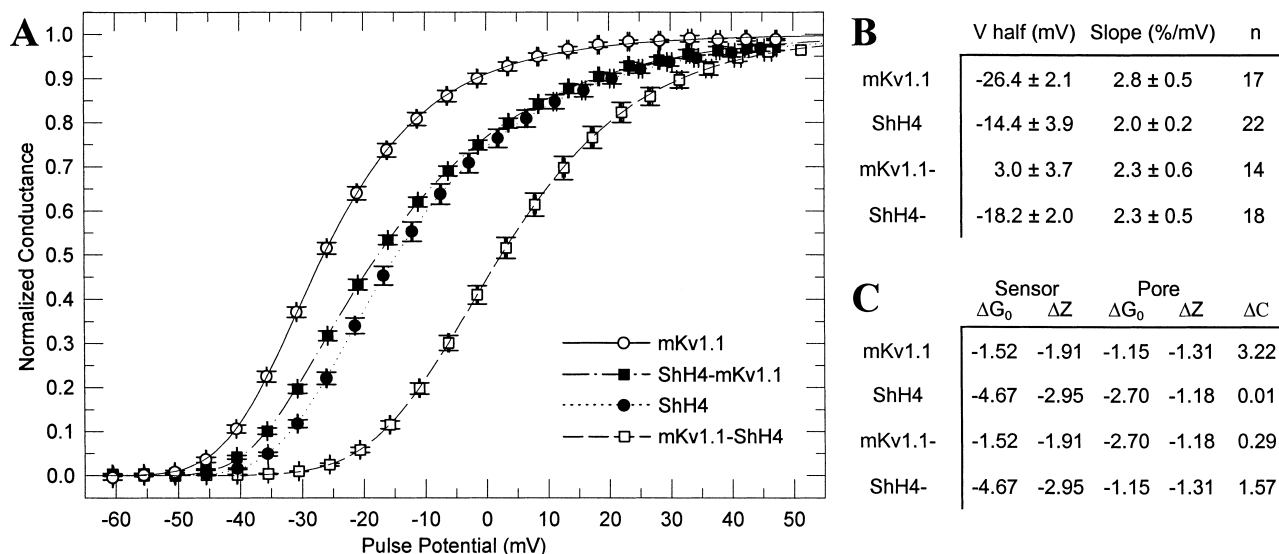 A
1.0
0.9
0.8
0.7
0.6
0.5
0.4
0.3
0.2
0.1
0.0
Normalized Conductance
-60 -50 -40 -30 -20 -10 0 10 20 30 40 50
Pulse Potential (mV)
mKv1.1
ShH4-mKv1.1
ShH4
mKv1.1-ShH4
B
V half (mV) Slope (%/mV) n
mKv1.1 -26.4 ± 2.1 2.8 ± 0.5 17
ShH4 -14.4 ± 3.9 2.0 ± 0.2 22
mKv1.1- 3.0 ± 3.7 2.3 ± 0.6 14
ShH4- -18.2 ± 2.0 2.3 ± 0.5 18
C
Sensor Pore
ΔG₀ ΔZ ΔG₀ ΔZ ΔC
mKv1.1 -1.52 -1.91 -1.15 -1.31 3.22
ShH4 -4.67 -2.95 -2.70 -1.18 0.01
mKv1.1- -1.52 -1.91 -2.70 -1.18 0.29
ShH4- -4.67 -2.95 -1.15 -1.31 1.57